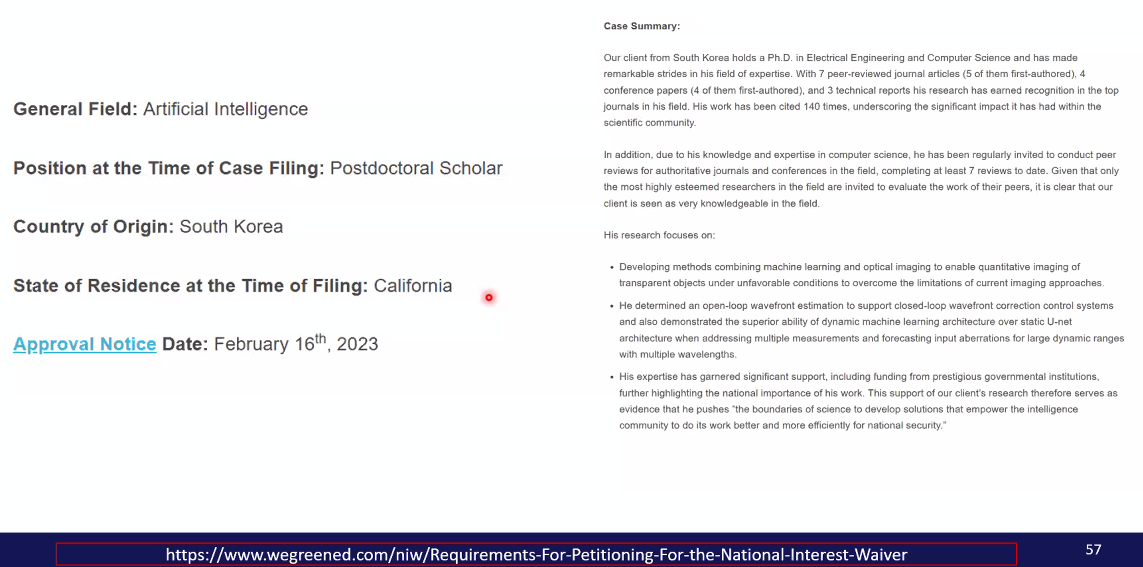 General Field: Artificial Intelligence
Position at the Time of Case Filing: Postdoctoral Scholar
Country of Origin: South Korea
State of Residence at the Time of Filing: California
Approval Notice Date: February 16th, 2023
Case Summary:
Our client from South Korea holds a Ph.D. in Electrical Engineering and Computer Science and has made
remarkable strides in his field of expertise. With 7 peer-reviewed journal articles (5 of them first-authored), 4
conference papers (4 of them first-authored), and 3 technical reports his research has earned recognition in the top
journals in his field. His work has been cited 140 times, underscoring the significant impact it has had within the
scientific community.
In addition, due to his knowledge and expertise in computer science, he has been regularly invited to conduct peer
reviews for authoritative journals and conferences in the field, completing at least 7 reviews to date. Given that only
the most highly esteemed researchers in the field are invited to evaluate the work of their peers, it is clear that our
client is seen as very knowledgeable in the field.
His research focuses on:
• Developing methods combining machine learning and optical imaging to enable quantitative imaging of
transparent objects under unfavorable conditions to overcome the limitations of current imaging approaches.
• He determined an open-loop wavefront estimation to support closed-loop wavefront correction control systems
and also demonstrated the superior ability of dynamic machine learning architecture over static U-net
architecture when addressing multiple measurements and forecasting input aberrations for large dynamic ranges
with multiple wavelengths.
• His expertise has garnered significant support, including funding from prestigious governmental institutions,
further highlighting the national importance of his work. This support of our client's research therefore serves as
evidence that he pushes “the boundaries of science to develop solutions that empower the intelligence
community to do its work better and more efficiently for national security.”
https://www.wegreened.com/niw/Requirements-For-Petitioning-For-the-National-Interest-Waiver
57